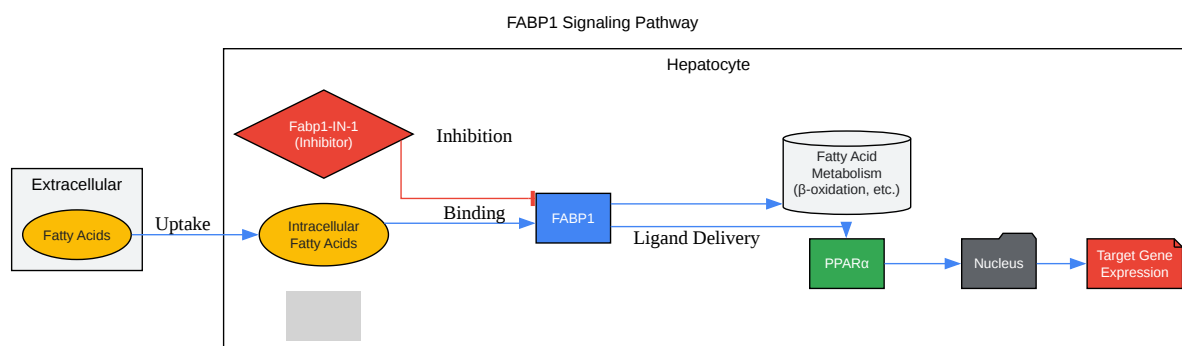 FABP1 Signaling Pathway
Hepatocyte
Fabp1-IN-1
(Inhibitor)
Inhibition
Fatty Acid
Metabolism
(β-oxidation, etc.)
Extracellular
Fatty Acids
Uptake
Intracellular
Fatty Acids
Binding
FABP1
Ligand Delivery
PPARα
Nucleus
Target Gene
Expression